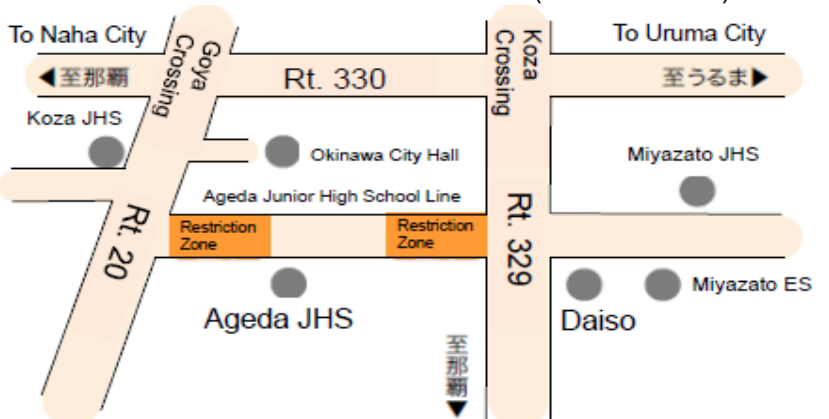 To Naha City
To Uruma City
Goya
Crossing
Koza
Crossing
◀至那覇
Rt. 330
至うるま▶
Koza JHS
Okinawa City Hall
Miyazato JHS
Ageda Junior High School Line
Rt. 20
Restriction
Zone
Restriction
Zone
Rt. 329
Ageda JHS
Daiso
Miyazato ES
至那覇▼